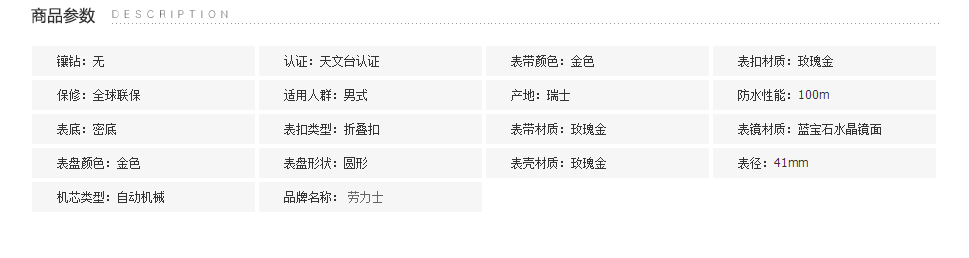 商品参数 DESCRIPTION
镶钻：无 认证：天文台认证 表带颜色：金色 表扣材质：玫瑰金
保修：全球联保 适用人群：男式 产地：瑞士 防水性能：100m
表底：密底 表扣类型：折叠扣 表带材质：玫瑰金 表镜材质：蓝宝石水晶镜面
表盘颜色：金色 表盘形状：圆形 表壳材质：玫瑰金 表径：41mm
机芯类型：自动机械 品牌名称： 劳力士